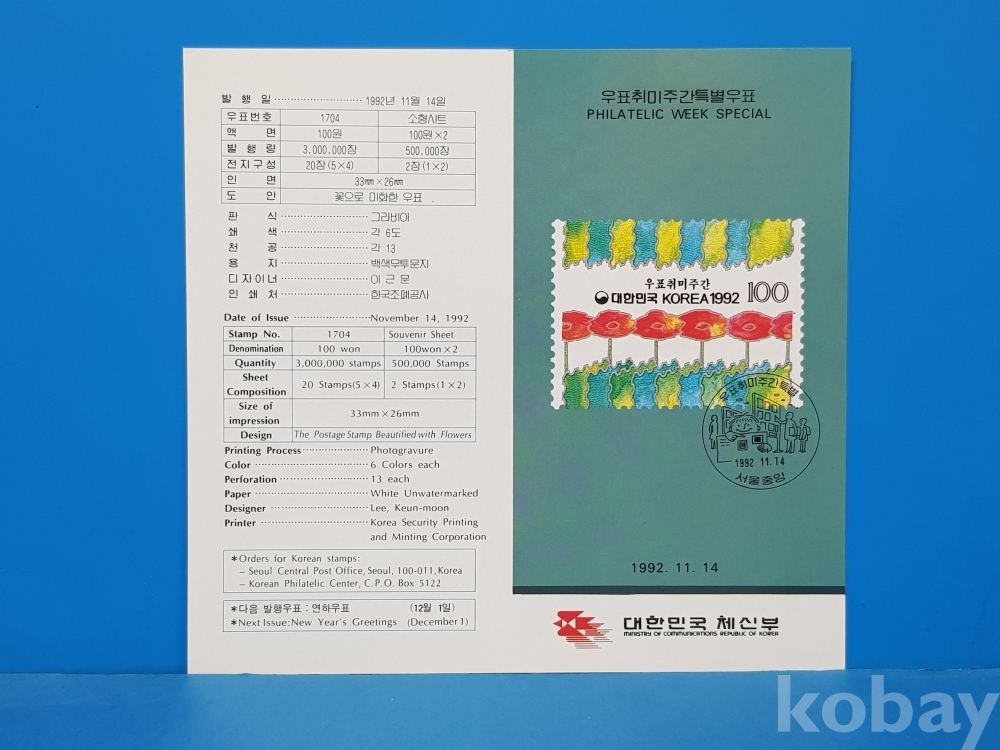 발 행 일 ························ 1992년 11월 14일
우표번호 1704 소형시트
액 면 100원 100원×2
발 행 량 3,000,000장 500,000장
전지구성 20장(5×4) 2장(1×2)
인 면 33㎜×26㎜
도 안 꽃으로 미화한 우표 .
판 식 ························ 그라비아
쇄 색 ························ 각 6도
천 공 ························ 각 13
용 지 ························ 백색무투문지
디자이너 ························ 이 근 문
인 쇄 처 ························ 한국조폐공사
Date of Issue ························ November 14, 1992
Stamp No. 1704 Souvenir Sheet
Denomination 100 won 100won×2
Quantity 3,000,000 stamps 500,000 Stamps
Sheet
Composition 20 Stamps(5×4) 2 Stamps(1×2)
Size of
impression 33mm×26mm
Design The Postage Stamp Beautified with Flowers
Printing Process ························ Photogravure
Color ························ 6 Colors each
Perforation ························ 13 each
Paper ························ White Unwatermarked
Designer ························ Lee, Keun-moon
Printer ························ Korea Security Printing
and Minting Corporation
*Orders for Korean stamps:
– Seoul Central Post Office, Seoul, 100-011, Korea
– Korean Philatelic Center, C.P.O. Box 5122
*다음 발행우표 : 연하우표 (12월 1일)
*Next Issue:New Year's Greetings (December 1)
우표취미주간특별우표
PHILATELIC WEEK SPECIAL
우표취미주간
대한민국 KOREA1992 100
우표취미주간특별
1992. 11. 14
서울중앙
1992. 11. 14
대한민국 체신부
MINISTRY OF COMMUNICATIONS REPUBLIC OF KOREA
kobay